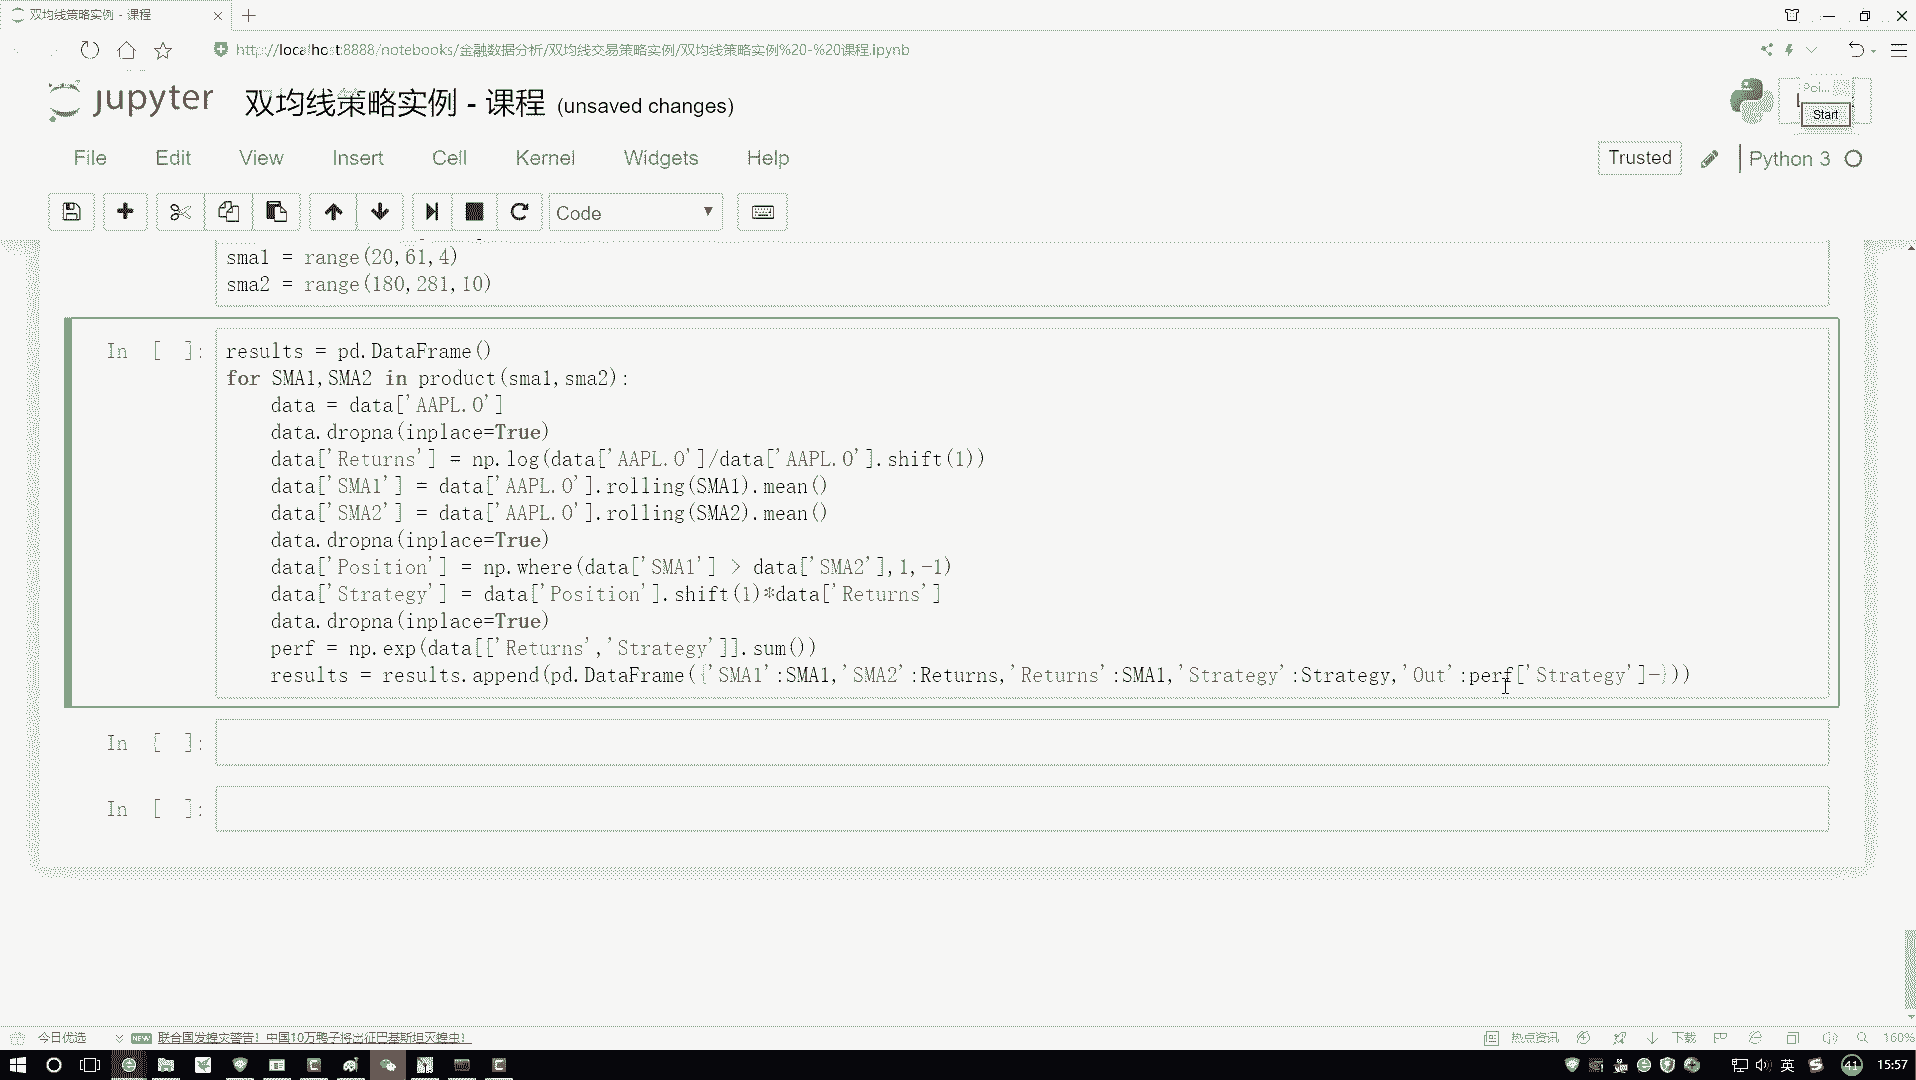 双均线策略实例 - 课程
http://localhost:8888/notebooks/金融数据分析/双均线交易策略实例/双均线策略实例%20-%20课程.ipynb
jupyter 双均线策略实例 - 课程 (unsaved changes)
Poi...
Start
File Edit View Insert Cell Kernel Widgets Help
Trusted Python 3
Code
sma1 = range(20,61,4)
sma2 = range(180,281,10)
In [ ]:
results = pd.DataFrame()
for SMA1,SMA2 in product(sma1,sma2):
    data = data['AAPL.O']
    data.dropna(inplace=True)
    data['Returns'] = np.log(data['AAPL.O']/data['AAPL.O'].shift(1))
    data['SMA1'] = data['AAPL.O'].rolling(SMA1).mean()
    data['SMA2'] = data['AAPL.O'].rolling(SMA2).mean()
    data.dropna(inplace=True)
    data['Position'] = np.where(data['SMA1'] > data['SMA2'],1,-1)
    data['Strategy'] = data['Position'].shift(1)*data['Returns']
    data.dropna(inplace=True)
    perf = np.exp(data[['Returns','Strategy']].sum())
    results = results.append(pd.DataFrame({'SMA1':SMA1,'SMA2':Returns,'Returns':SMA1,'Strategy':Strategy,'Out':perf['Strategy']-}))
In [ ]:
In [ ]:
今日优选 NEW 联合国发蝗灾警告!中国10万鸭子将出征巴基斯坦灭蝗虫! 热点资讯 下载 160%
英 41 15:57